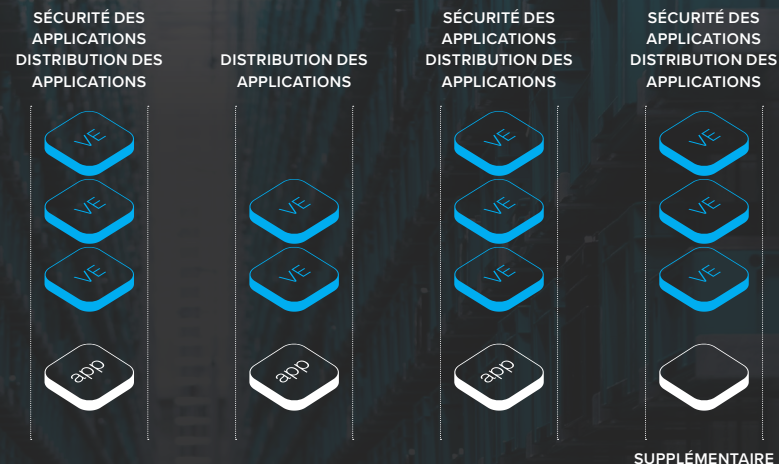 SÉCURITÉ DES
APPLICATIONS
DISTRIBUTION DES
APPLICATIONS
VE
VE
VE
app
DISTRIBUTION DES
APPLICATIONS
VE
VE
app
SÉCURITÉ DES
APPLICATIONS
DISTRIBUTION DES
APPLICATIONS
VE
VE
VE
app
SÉCURITÉ DES
APPLICATIONS
DISTRIBUTION DES
APPLICATIONS
VE
VE
VE
SUPPLÉMENTAIRE